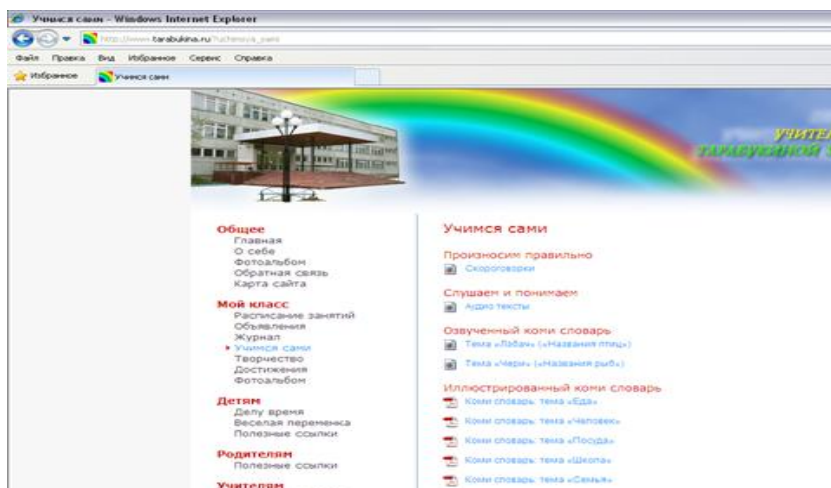 Учимся сами - Windows Internet Explorer
http://www.tarabukina.ru
Файл Правка Вид Избранное Сервис Справка
Избранное Учимся сами
УЧИТЕЛ
ТАРАБУКИНОЙ
Общее
Главная
О себе
Фотоальбом
Обратная связь
Карта сайта
Мой класс
Расписание занятий
Объявления
Журнал
Учимся сами
Творчество
Достижения
Фотоальбом
Детям
Делу время
Веселая переменка
Полезные ссылки
Родителям
Полезные ссылки
Учителям
Учимся сами
Произносим правильно
Скороговорки
Слушаем и понимаем
Аудио тексты
Озвученный коми словарь
Тема «Лэбач» («Названия птиц»)
Тема «Чери» («Названия рыб»)
Иллюстрированный коми словарь
Коми словарь: тема «Еда»
Коми словарь: тема «Человек»
Коми словарь: тема «Посуда»
Коми словарь: тема «Школа»
Коми словарь: тема «Семья»